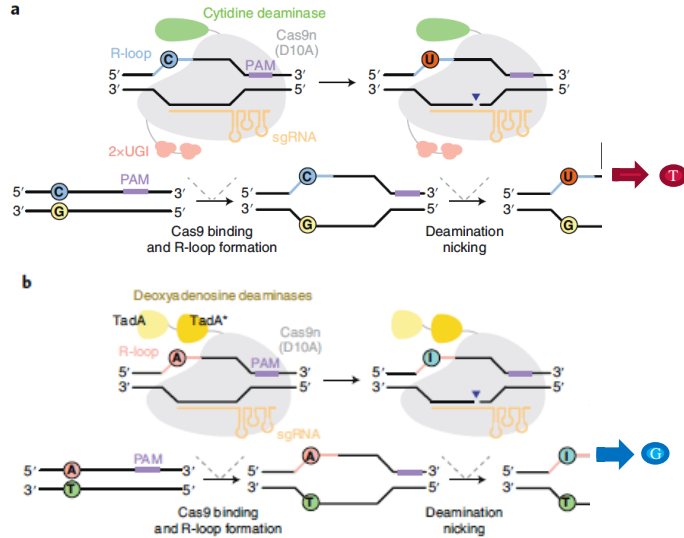 a
Cytidine deaminase
Cas9n
(D10A)
R-loop
C
PAM
5′ 3′
3′ 5′
sgRNA
2×UGI
U
5′ 3′
3′ 5′
PAM
5′ C 3′
3′ G 5′
Cas9 binding
and R-loop formation
C
5′ 3′
3′ 5′
G
Deamination
nicking
U
5′
3′
G
T
b
Deoxyadenosine deaminases
TadA TadA*
Cas9n
(D10A)
R-loop
A
PAM
5′ 3′
3′ 5′
sgRNA
I
5′ 3′
3′ 5′
PAM
5′ A 3′
3′ T 5′
Cas9 binding
and R-loop formation
A
5′ 3′
3′ 5′
T
Deamination
nicking
I
5′
3′
T
G